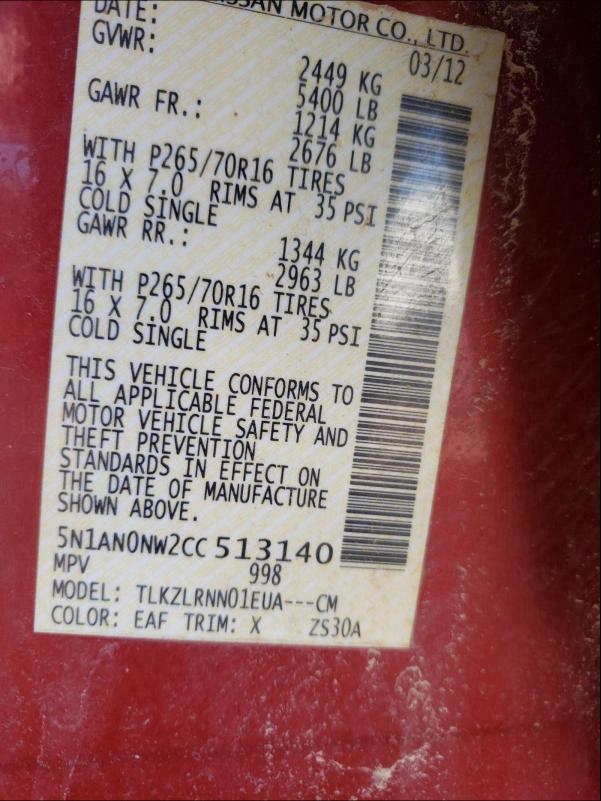 DATE:
NISSAN MOTOR CO., LTD.
03/12
GVWR:
2449 KG
5400 LB
GAWR FR.:
1214 KG
2676 LB
WITH P265/70R16 TIRES
16 X 7.0 RIMS AT 35 PSI
COLD SINGLE
GAWR RR.:
1344 KG
2963 LB
WITH P265/70R16 TIRES
16 X 7.0 RIMS AT 35 PSI
COLD SINGLE
THIS VEHICLE CONFORMS TO
ALL APPLICABLE FEDERAL
MOTOR VEHICLE SAFETY AND
THEFT PREVENTION
STANDARDS IN EFFECT ON
THE DATE OF MANUFACTURE
SHOWN ABOVE.
5N1AN0NW2CC 513140
MPV 998
MODEL: TLKZLRNN01EUA---CM
COLOR: EAF TRIM: X ZS30A